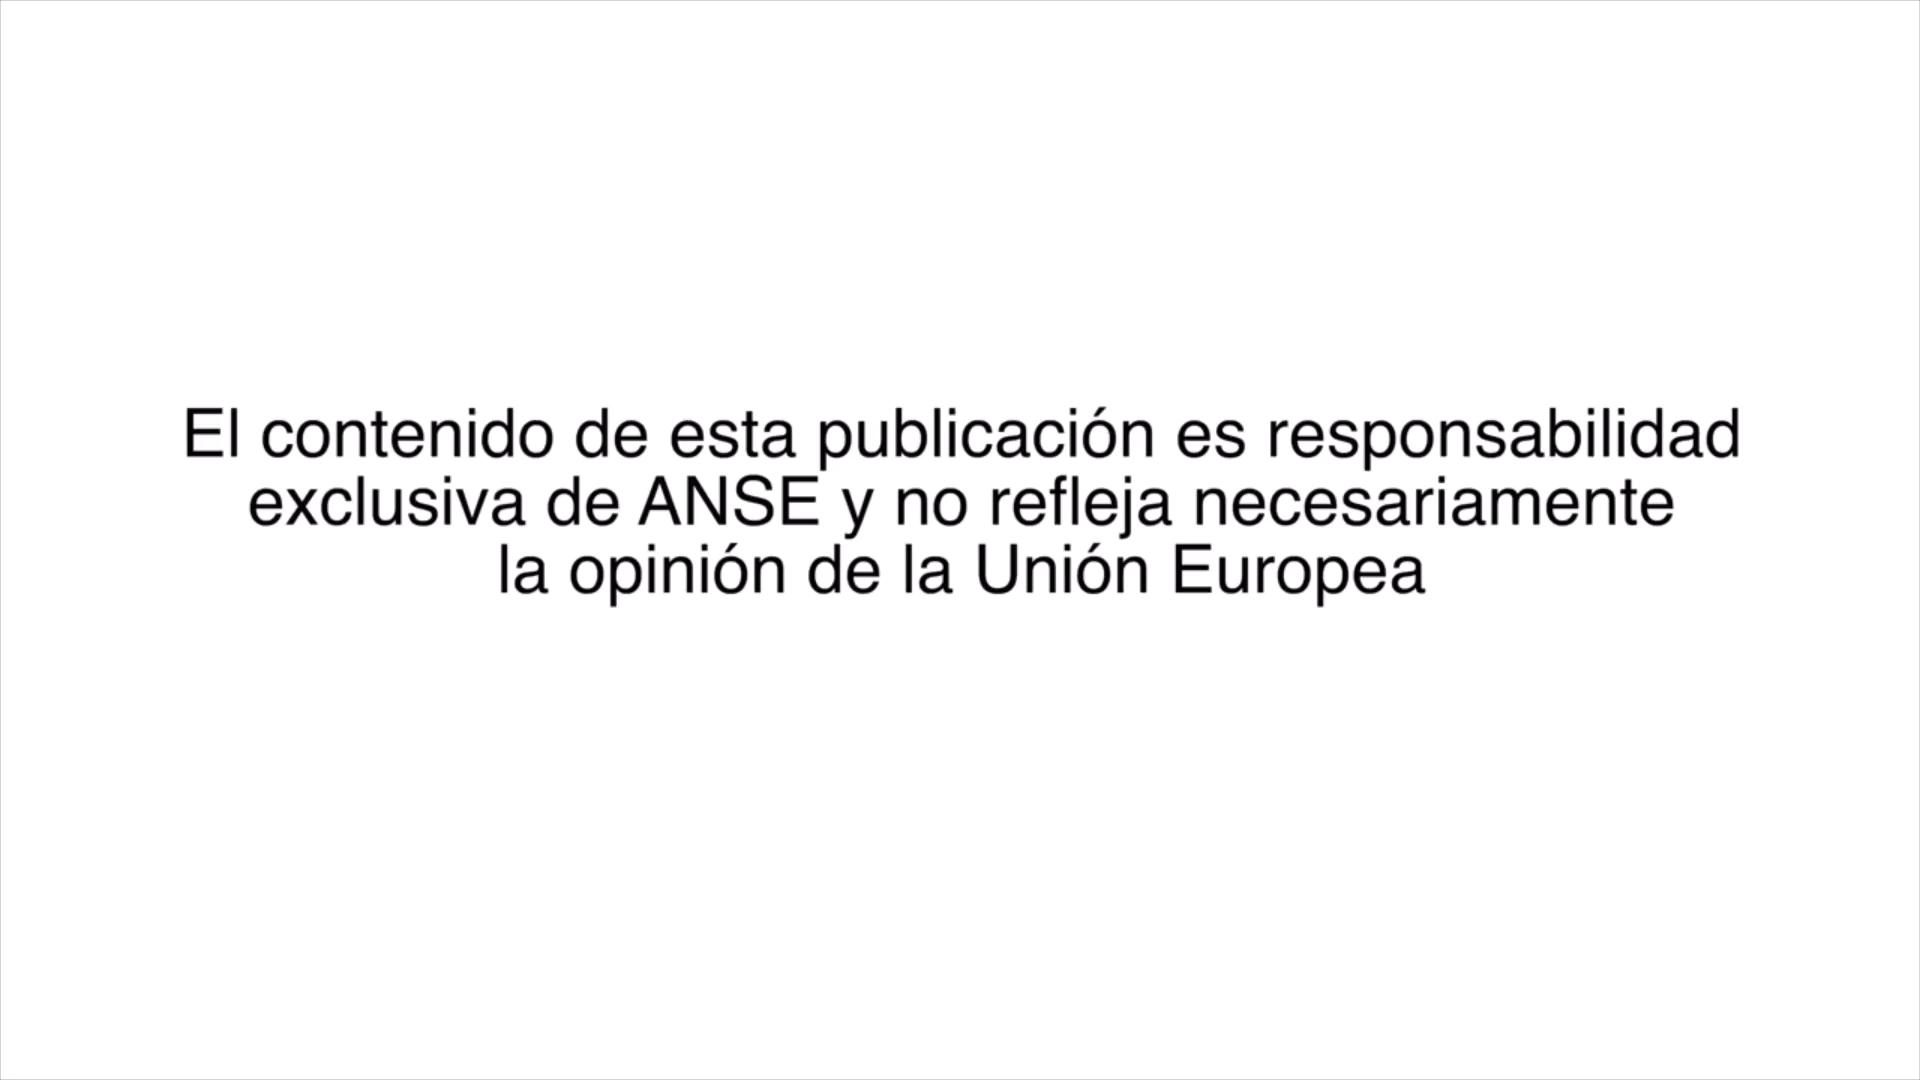 El contenido de esta publicación es responsabilidad
exclusiva de ANSE y no refleja necesariamente
la opinión de la Unión Europea